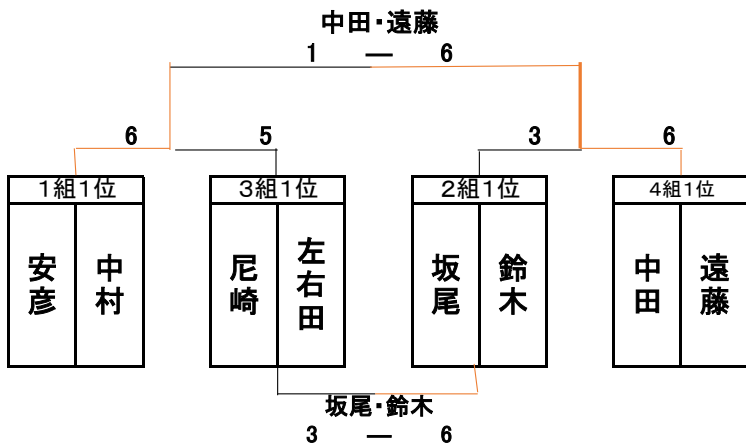 中田・遠藤
1 — 6
6 5 3 6
1組1位 3組1位 2組1位 4組1位
安彦 中村 尼崎 左右田 坂尾 鈴木 中田 遠藤
坂尾・鈴木
3 — 6